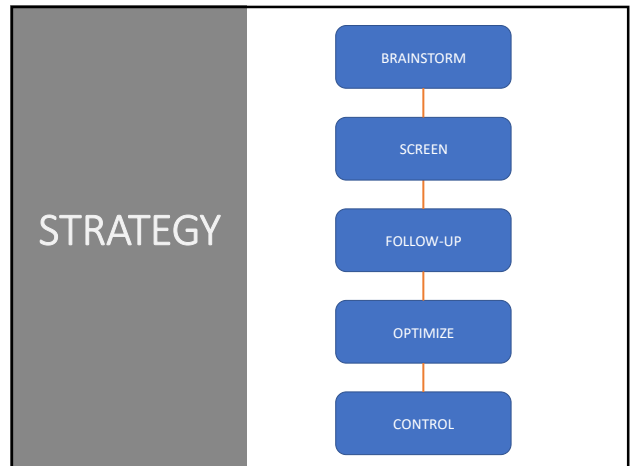 STRATEGY
BRAINSTORM
SCREEN
FOLLOW-UP
OPTIMIZE
CONTROL